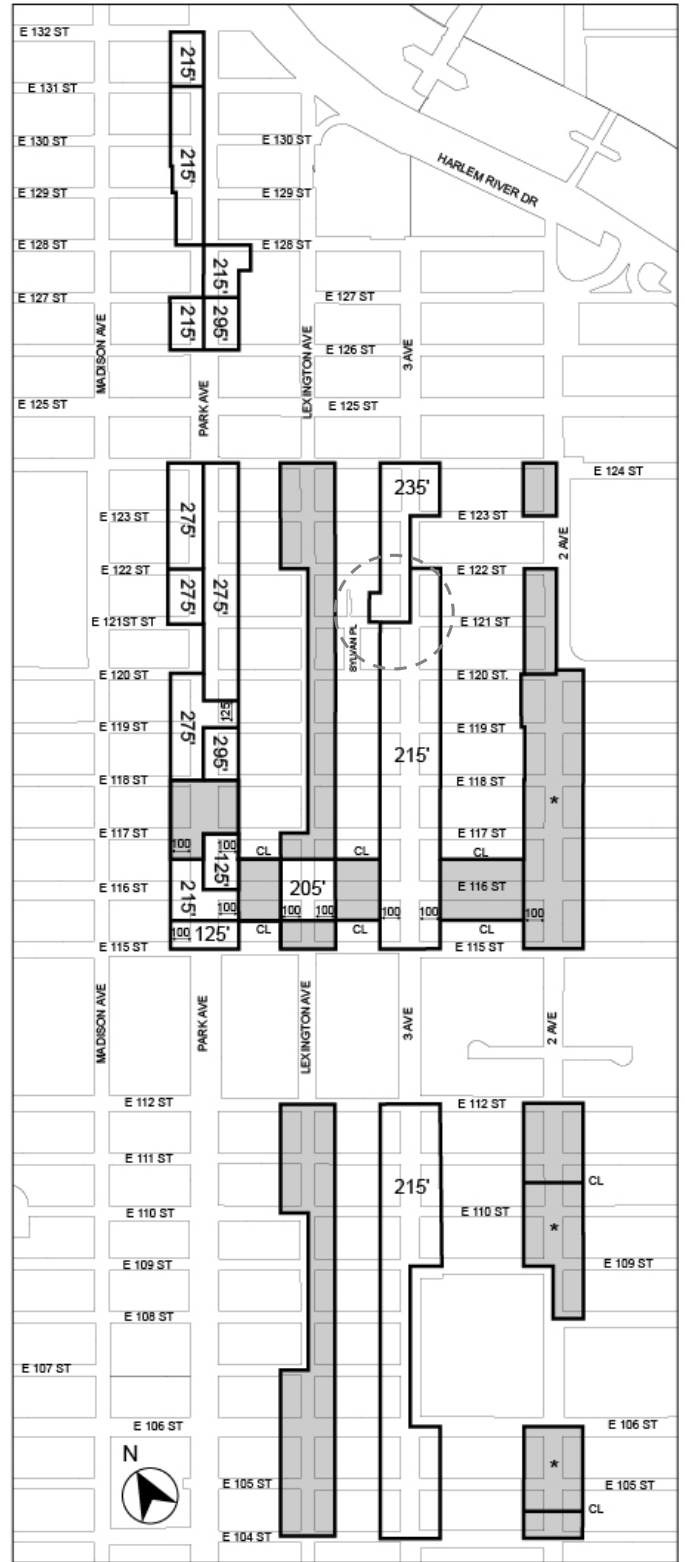 E 132 ST
215'
E 131 ST
E 130 ST
215'
E 130 ST
HARLEM RIVER DR
E 129 ST
E 129 ST
E 128 ST
E 128 ST
215'
E 127 ST
E 127 ST
215'
295'
MADISON AVE
LEXINGTON AVE
3 AVE
E 126 ST
PARK AVE
E 125 ST
E 125 ST
E 124 ST
235'
E 123 ST
275'
E 123 ST
2 AVE
E 122 ST
E 122 ST
275'
275'
E 121ST ST
E 121 ST
SYLVAN PL
E 120 ST
E 120 ST.
125'
275'
E 119 ST
E 119 ST
295'
215'
E 118 ST
E 118 ST
*
E 117 ST
E 117 ST
100
100
CL
CL
CL
125'
E 116 ST
215'
205'
E 116 ST
100
100
100
100
100
100
100
125'
CL
CL
CL
E 115 ST
E 115 ST
MADISON AVE
PARK AVE
LEXINGTON AVE
3 AVE
2 AVE
E 112 ST
E 112 ST
E 111 ST
215'
CL
E 110 ST
E 110 ST
*
E 109 ST
E 109 ST
E 108 ST
E 107 ST
E 106 ST
E 106 ST
N
*
E 105 ST
E 105 ST
CL
E 104 ST